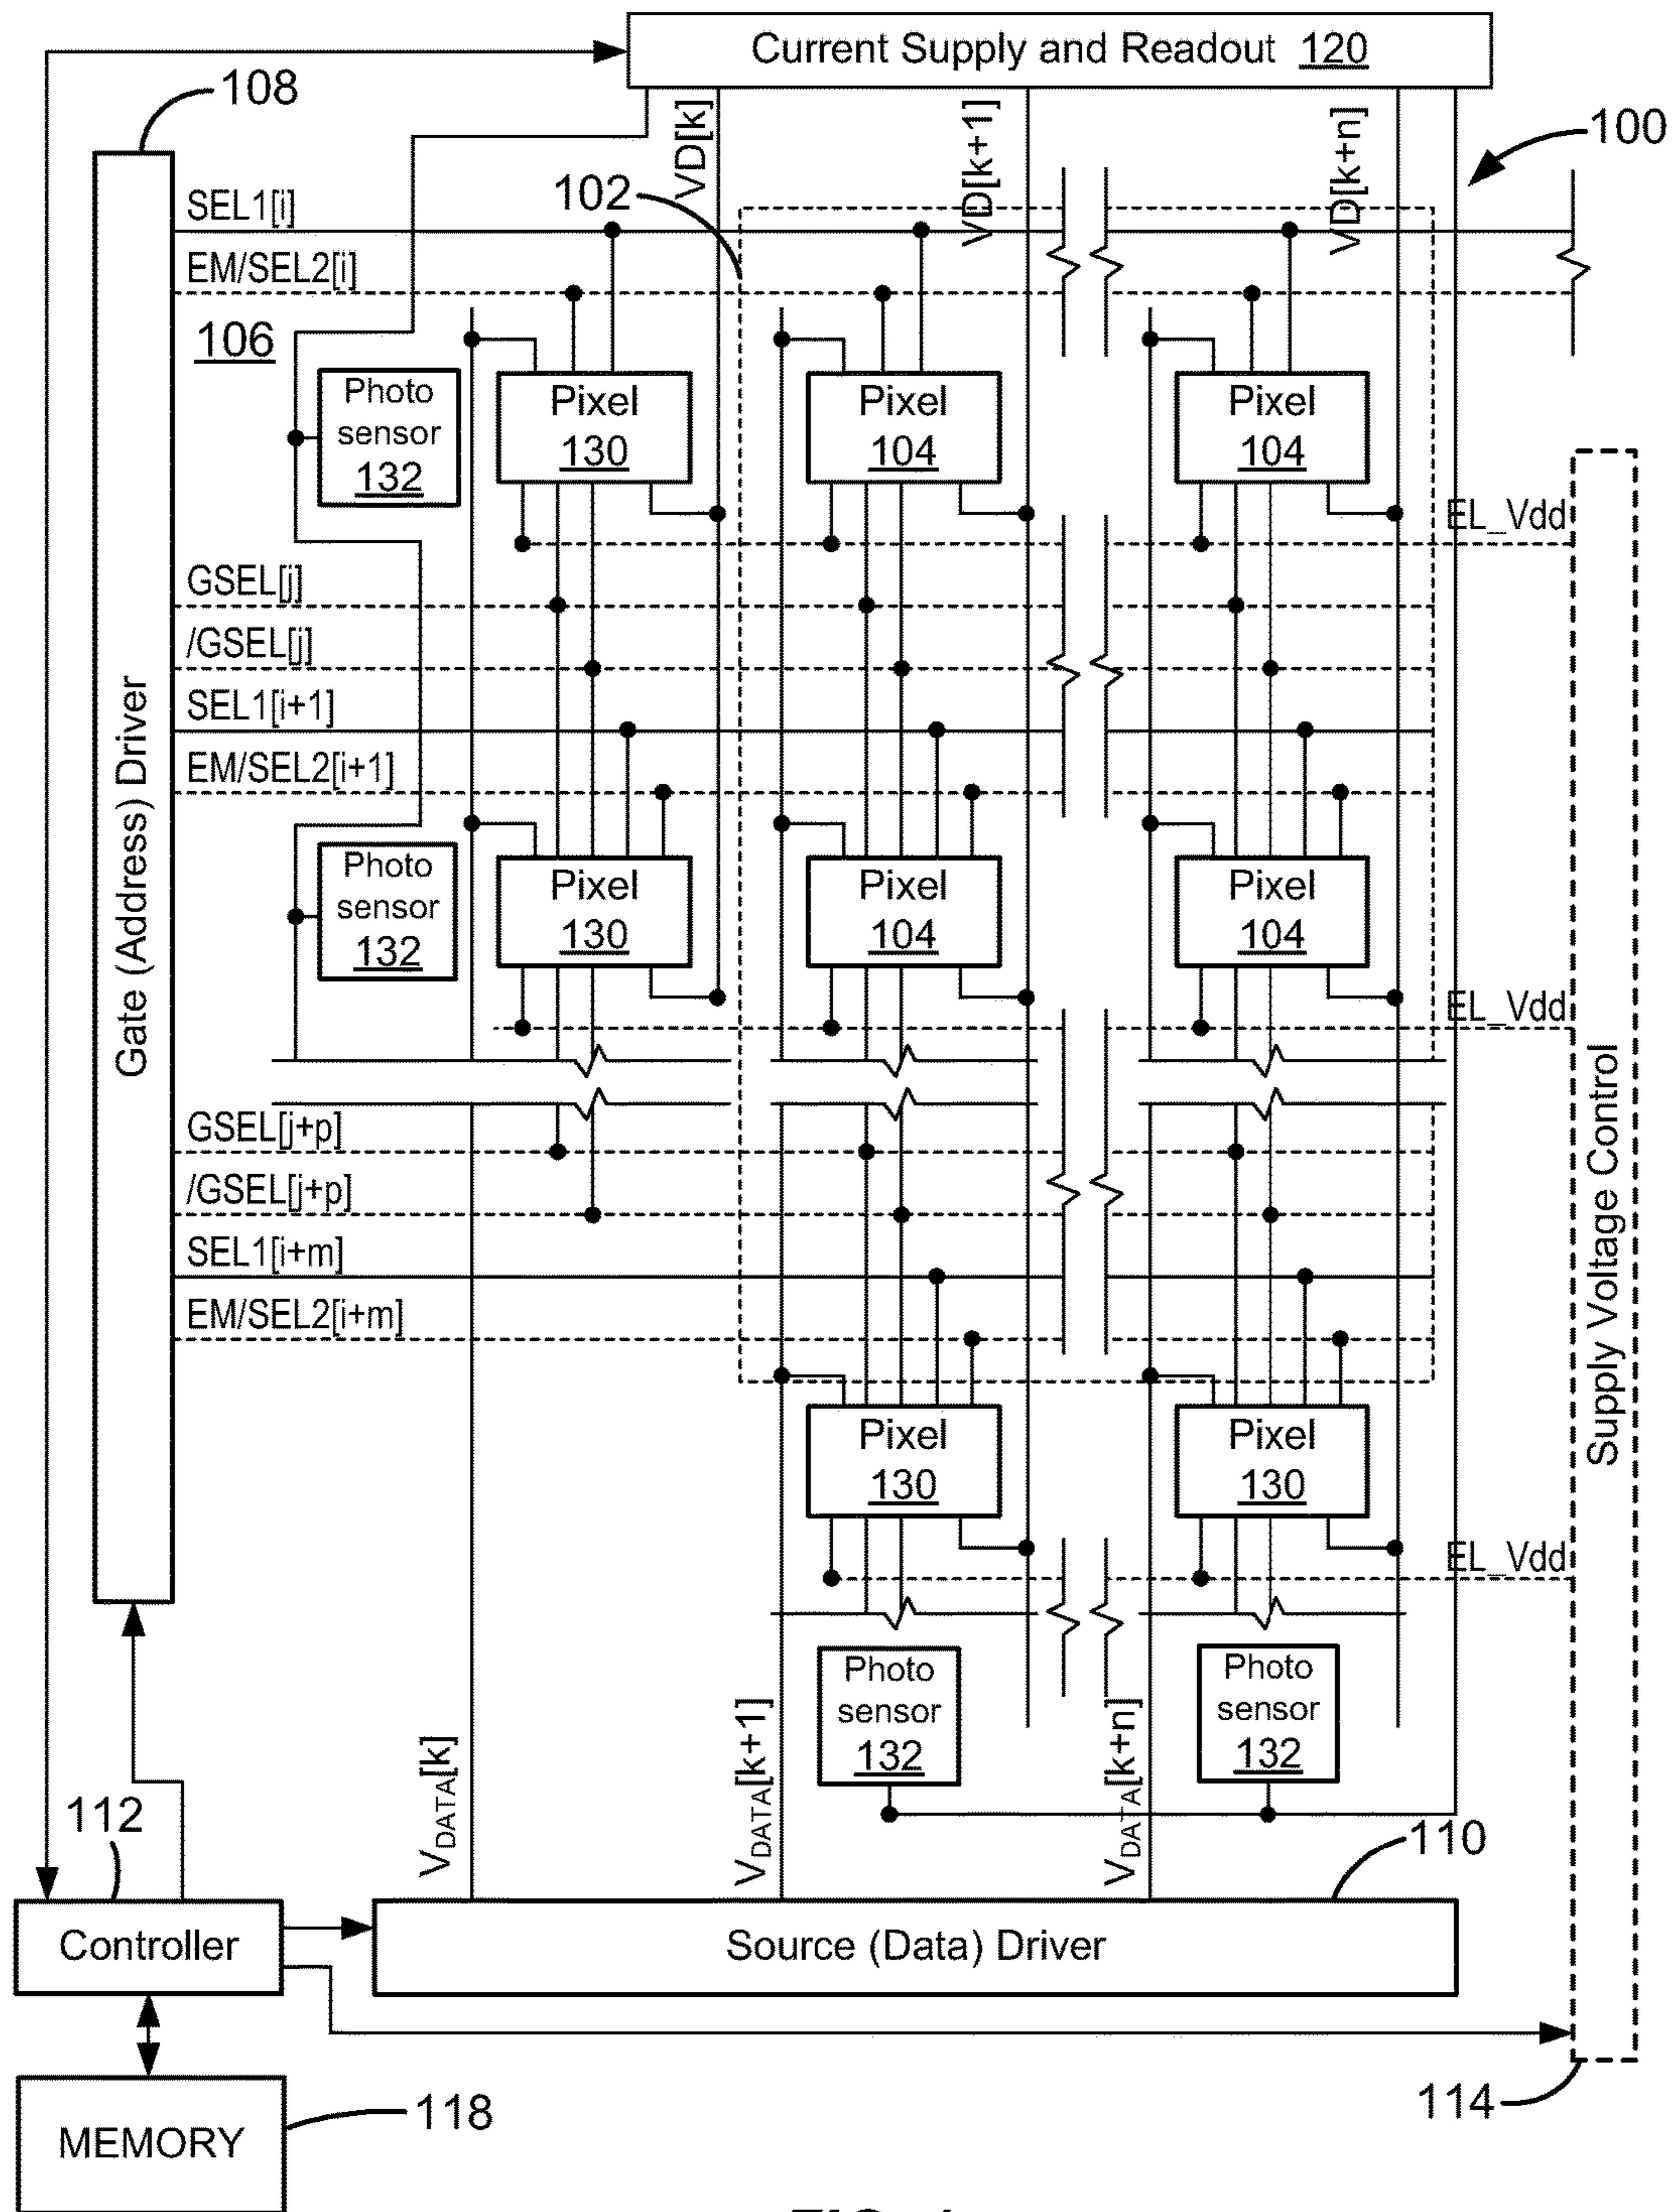 Current Supply and Readout 120
108
VD[k]
VD[k+1]
VD[k+n]
100
102
SEL1[i]
EM/SEL2[i]
106
Photo
sensor
132
Pixel
130
Pixel
104
Pixel
104
EL_Vdd
GSEL[j]
/GSEL[j]
SEL1[i+1]
EM/SEL2[i+1]
Gate (Address) Driver
Photo
sensor
132
Pixel
130
Pixel
104
Pixel
104
EL_Vdd
GSEL[j+p]
/GSEL[j+p]
SEL1[i+m]
EM/SEL2[i+m]
Supply Voltage Control
Pixel
130
Pixel
130
EL_Vdd
Photo
sensor
132
Photo
sensor
132
VDATA[k]
VDATA[k+1]
VDATA[k+n]
112
110
Controller
Source (Data) Driver
114
118
MEMORY